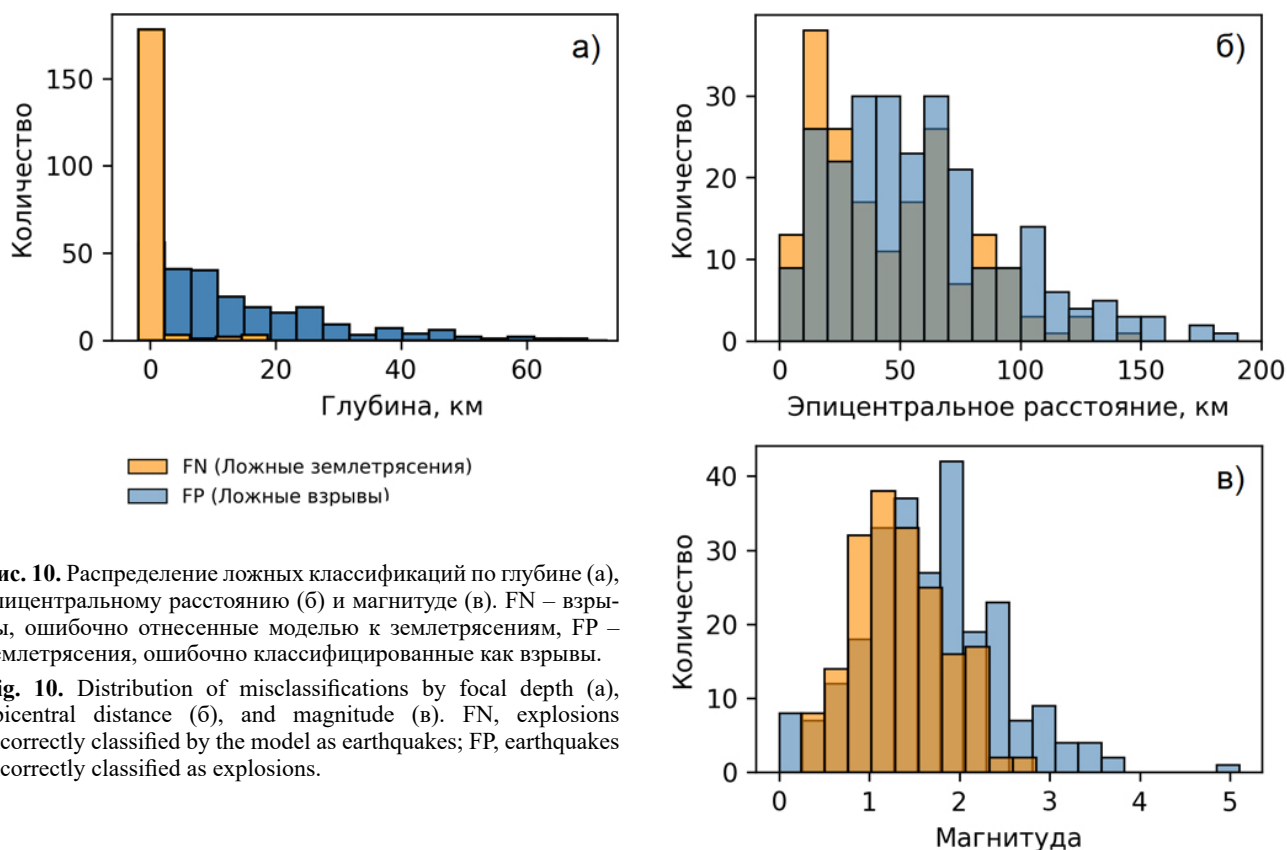 а)
Количество
150
100
50
0
0 20 40 60
Глубина, км
б)
Количество
30
20
10
0
0 50 100 150 200
Эпицентральное расстояние, км
FN (Ложные землетрясения)
FP (Ложные взрывы)
в)
Количество
40
30
20
10
0
0 1 2 3 4 5
Магнитуда
ис. 10. Распределение ложных классификаций по глубине (а),
пицентральному расстоянию (б) и магнитуде (в). FN – взры-
ы, ошибочно отнесенные моделью к землетрясениям, FP –
емлетрясения, ошибочно классифицированные как взрывы.
ig. 10. Distribution of misclassifications by focal depth (a),
picentral distance (б), and magnitude (в). FN, explosions
correctly classified by the model as earthquakes; FP, earthquakes
correctly classified as explosions.